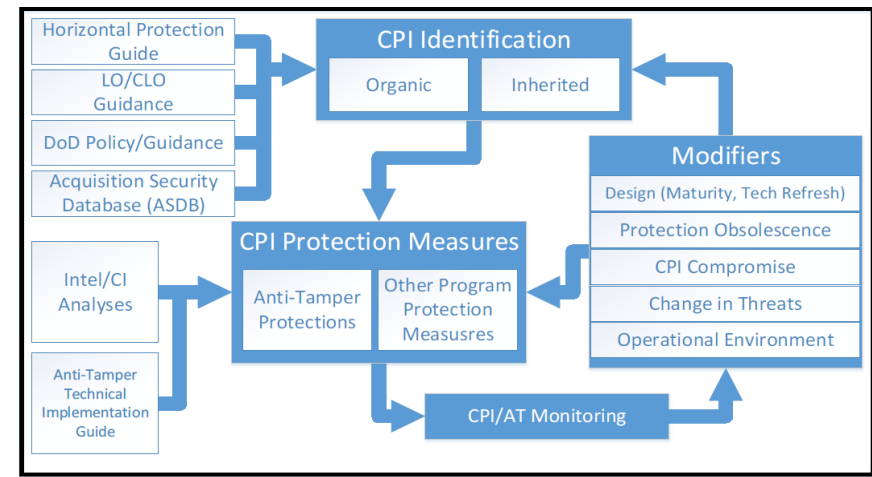 Horizontal Protection
Guide
LO/CLO
Guidance
DoD Policy/Guidance
Acquisition Security
Database (ASDB)
CPI Identification
Organic
Inherited
Modifiers
Design (Maturity, Tech Refresh)
Protection Obsolescence
CPI Compromise
Change in Threats
Operational Environment
CPI Protection Measures
Anti-Tamper
Protections
Other Program
Protection
Measusres
Intel/CI
Analyses
Anti-Tamper
Technical
Implementation
Guide
CPI/AT Monitoring